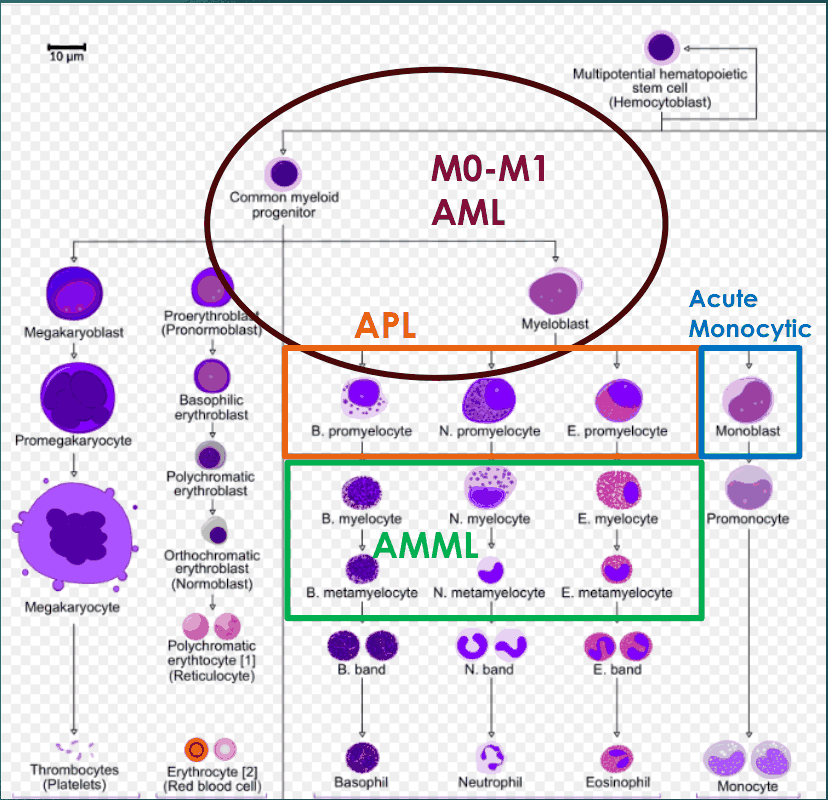 10 μm
Multipotential hematopoietic
stem cell
(Hemocytoblast)
Common myeloid
progenitor
M0-M1
AML
Megakaryoblast
Proerythroblast
(Pronormoblast)
Myeloblast
APL
Acute
Monocytic
Basophilic
erythroblast
B. promyelocyte
N. promyelocyte
E. promyelocyte
Monoblast
Promegakaryocyte
Polychromatic
erythroblast
B. myelocyte
N. myelocyte
E. myelocyte
Promonocyte
AMML
Orthochromatic
erythroblast
(Normoblast)
B. metamyelocyte
N. metamyelocyte
E. metamyelocyte
Megakaryocyte
Polychromatic
erythtocyte [1]
(Reticulocyte)
B. band
N. band
E. band
Thrombocytes
(Platelets)
Erythrocyte [2]
(Red blood cell)
Basophil
Neutrophil
Eosinophil
Monocyte